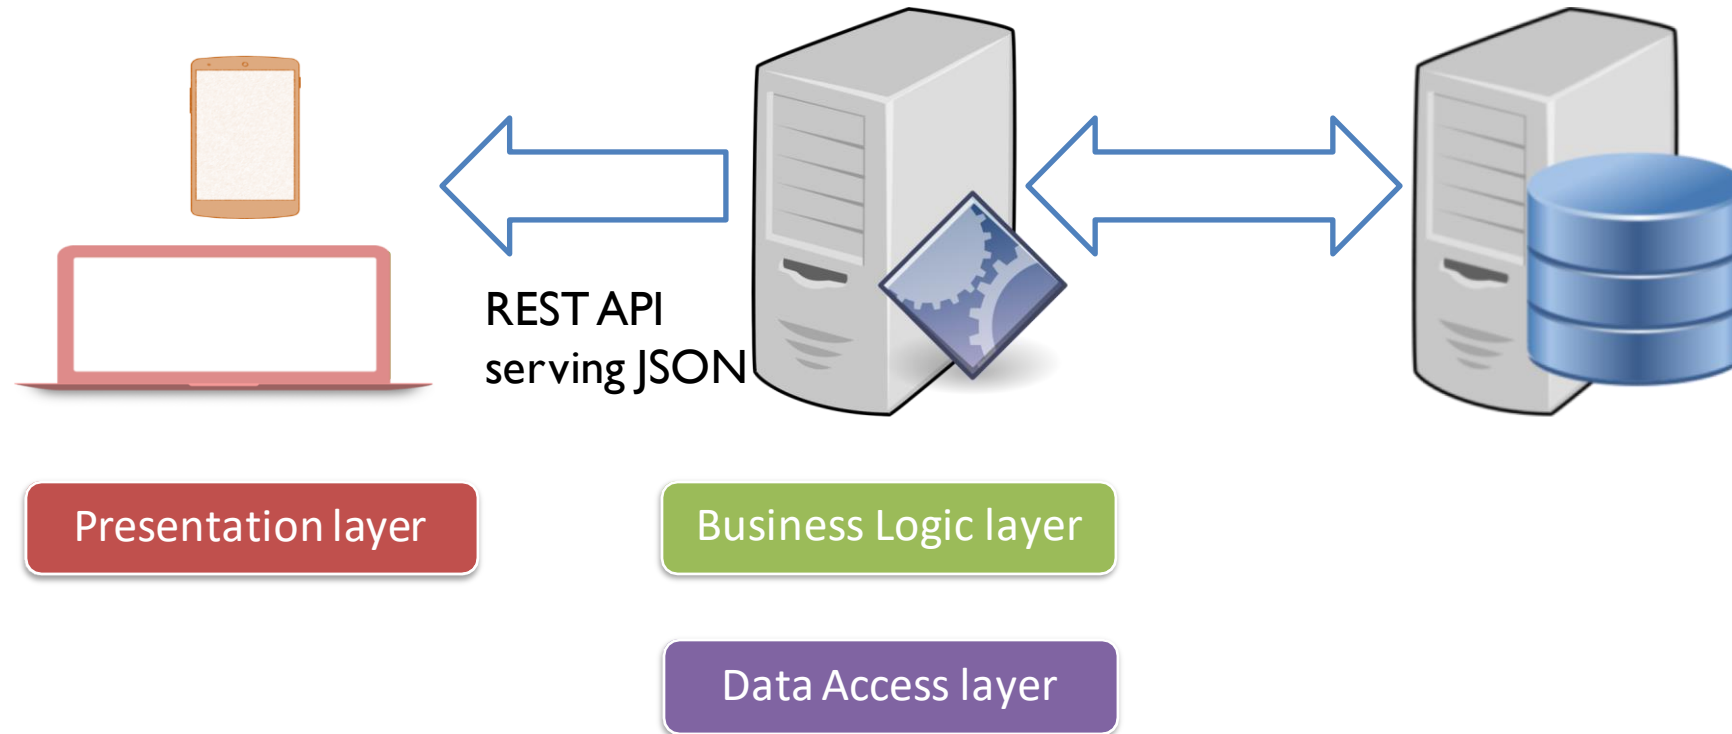 REST API
serving JSON
Presentation layer
Business Logic layer
Data Access layer